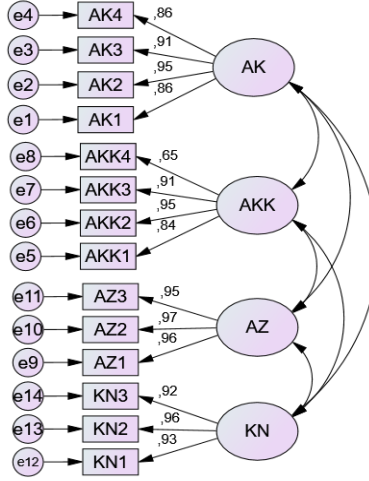 e4 AK4 ,86
e3 AK3 ,91
AK
e2 AK2 ,95
e1 AK1 ,86
e8 AKK4 ,65
e7 AKK3 ,91
AKK
e6 AKK2 ,95
e5 AKK1 ,84
e11 AZ3 ,95
e10 AZ2 ,97 AZ
e9 AZ1 ,96
e14 KN3 ,92
e13 KN2 ,96 KN
e12 KN1 ,93